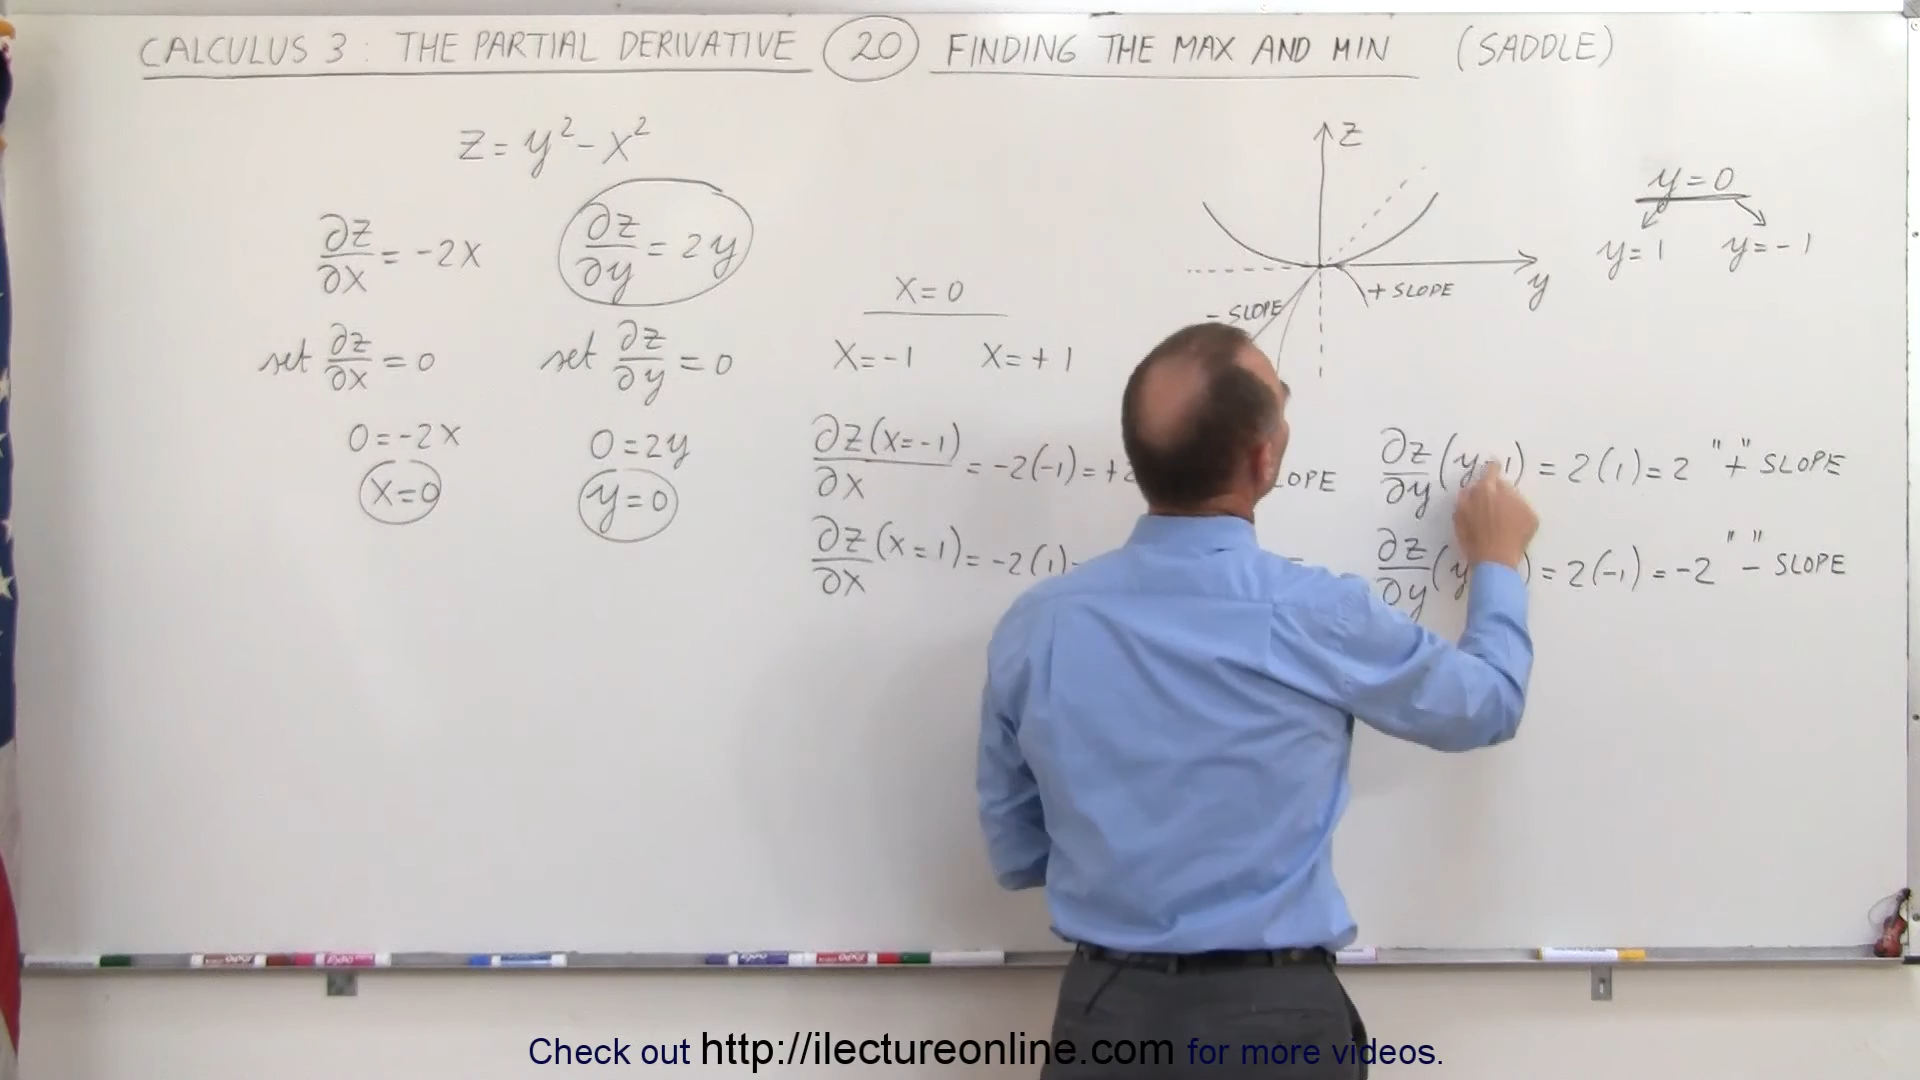 CALCULUS 3: THE PARTIAL DERIVATIVE 20 FINDING THE MAX AND MIN (SADDLE)
z = y² - x²
∂z/∂x = -2x
∂z/∂y = 2y
set ∂z/∂x = 0
set ∂z/∂y = 0
0 = -2x
0 = 2y
x = 0
y = 0
x = 0
x = -1 x = +1
∂z(x = -1)/∂x = -2(-1) = +2
∂z/∂x (x = 1) = -2(1)
z
y
+ SLOPE
- SLOPE
y = 0
y = 1 y = -1
∂z/∂y (y=1) = 2(1) = 2 "+" SLOPE
∂z/∂y (y ) = 2(-1) = -2 "-" SLOPE
Check out http://ilectureonline.com for more videos.